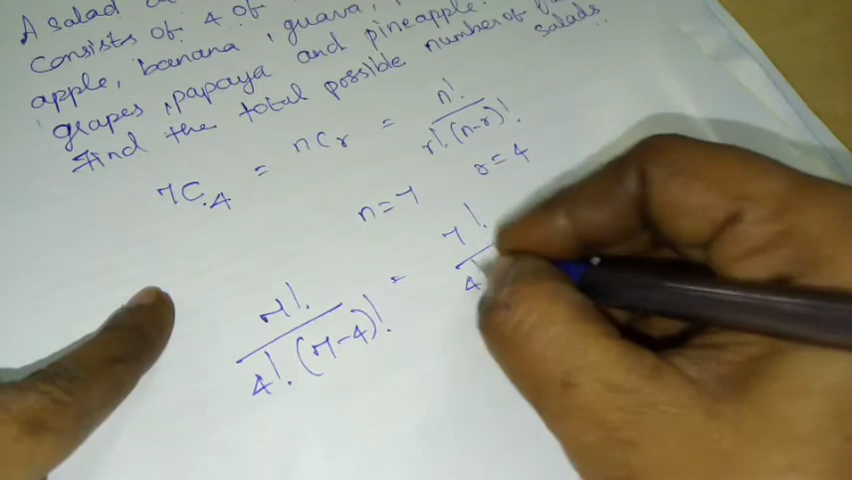 A salad
Consists of 4 of
apple, banana, guava,
grapes, papaya and pineapple.
Find the total possible number of
salads
7C4 = nCr = n! / r!.(n-r)!
n=7 r=4
7! / 4!.(7-4)! = 7! / 4!